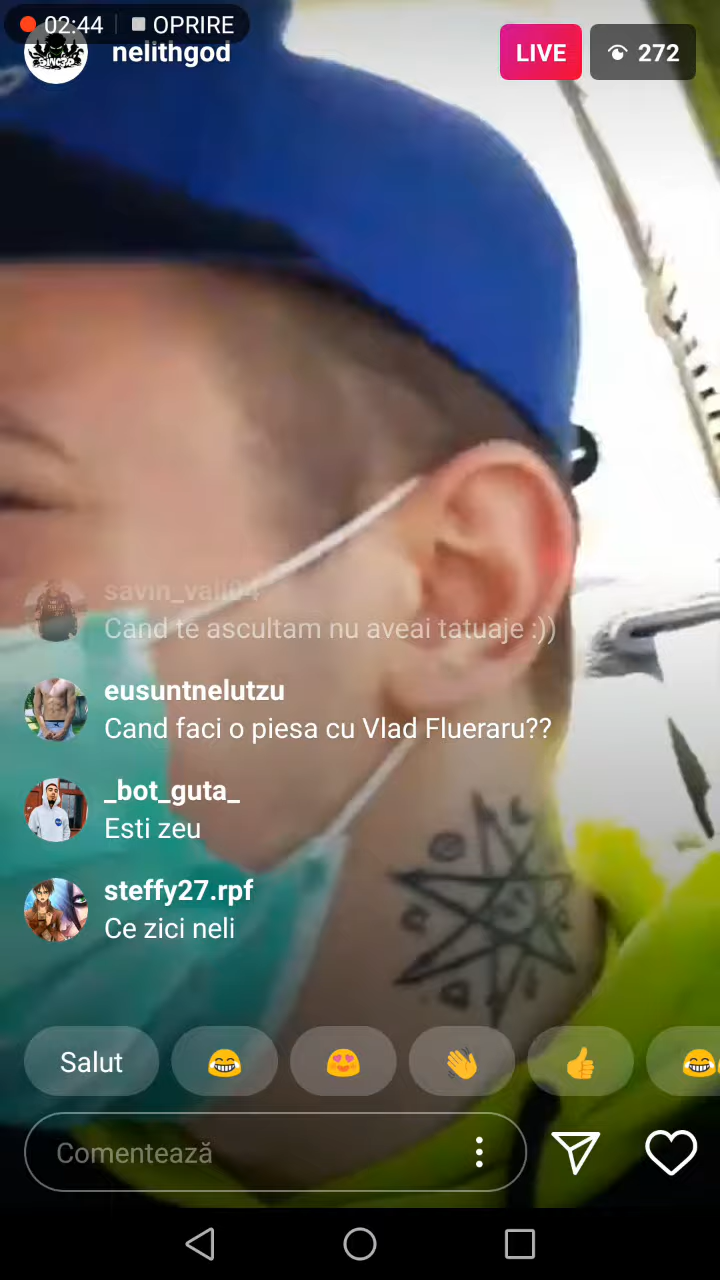 02:44 OPRIRE
nelithgod
LIVE 272
savin_vali04
Cand te ascultam nu aveai tatuaje :))
eusuntnelutzu
Cand faci o piesa cu Vlad Flueraru??
_bot_guta_
Esti zeu
steffy27.rpf
Ce zici neli
Salut
Comentează